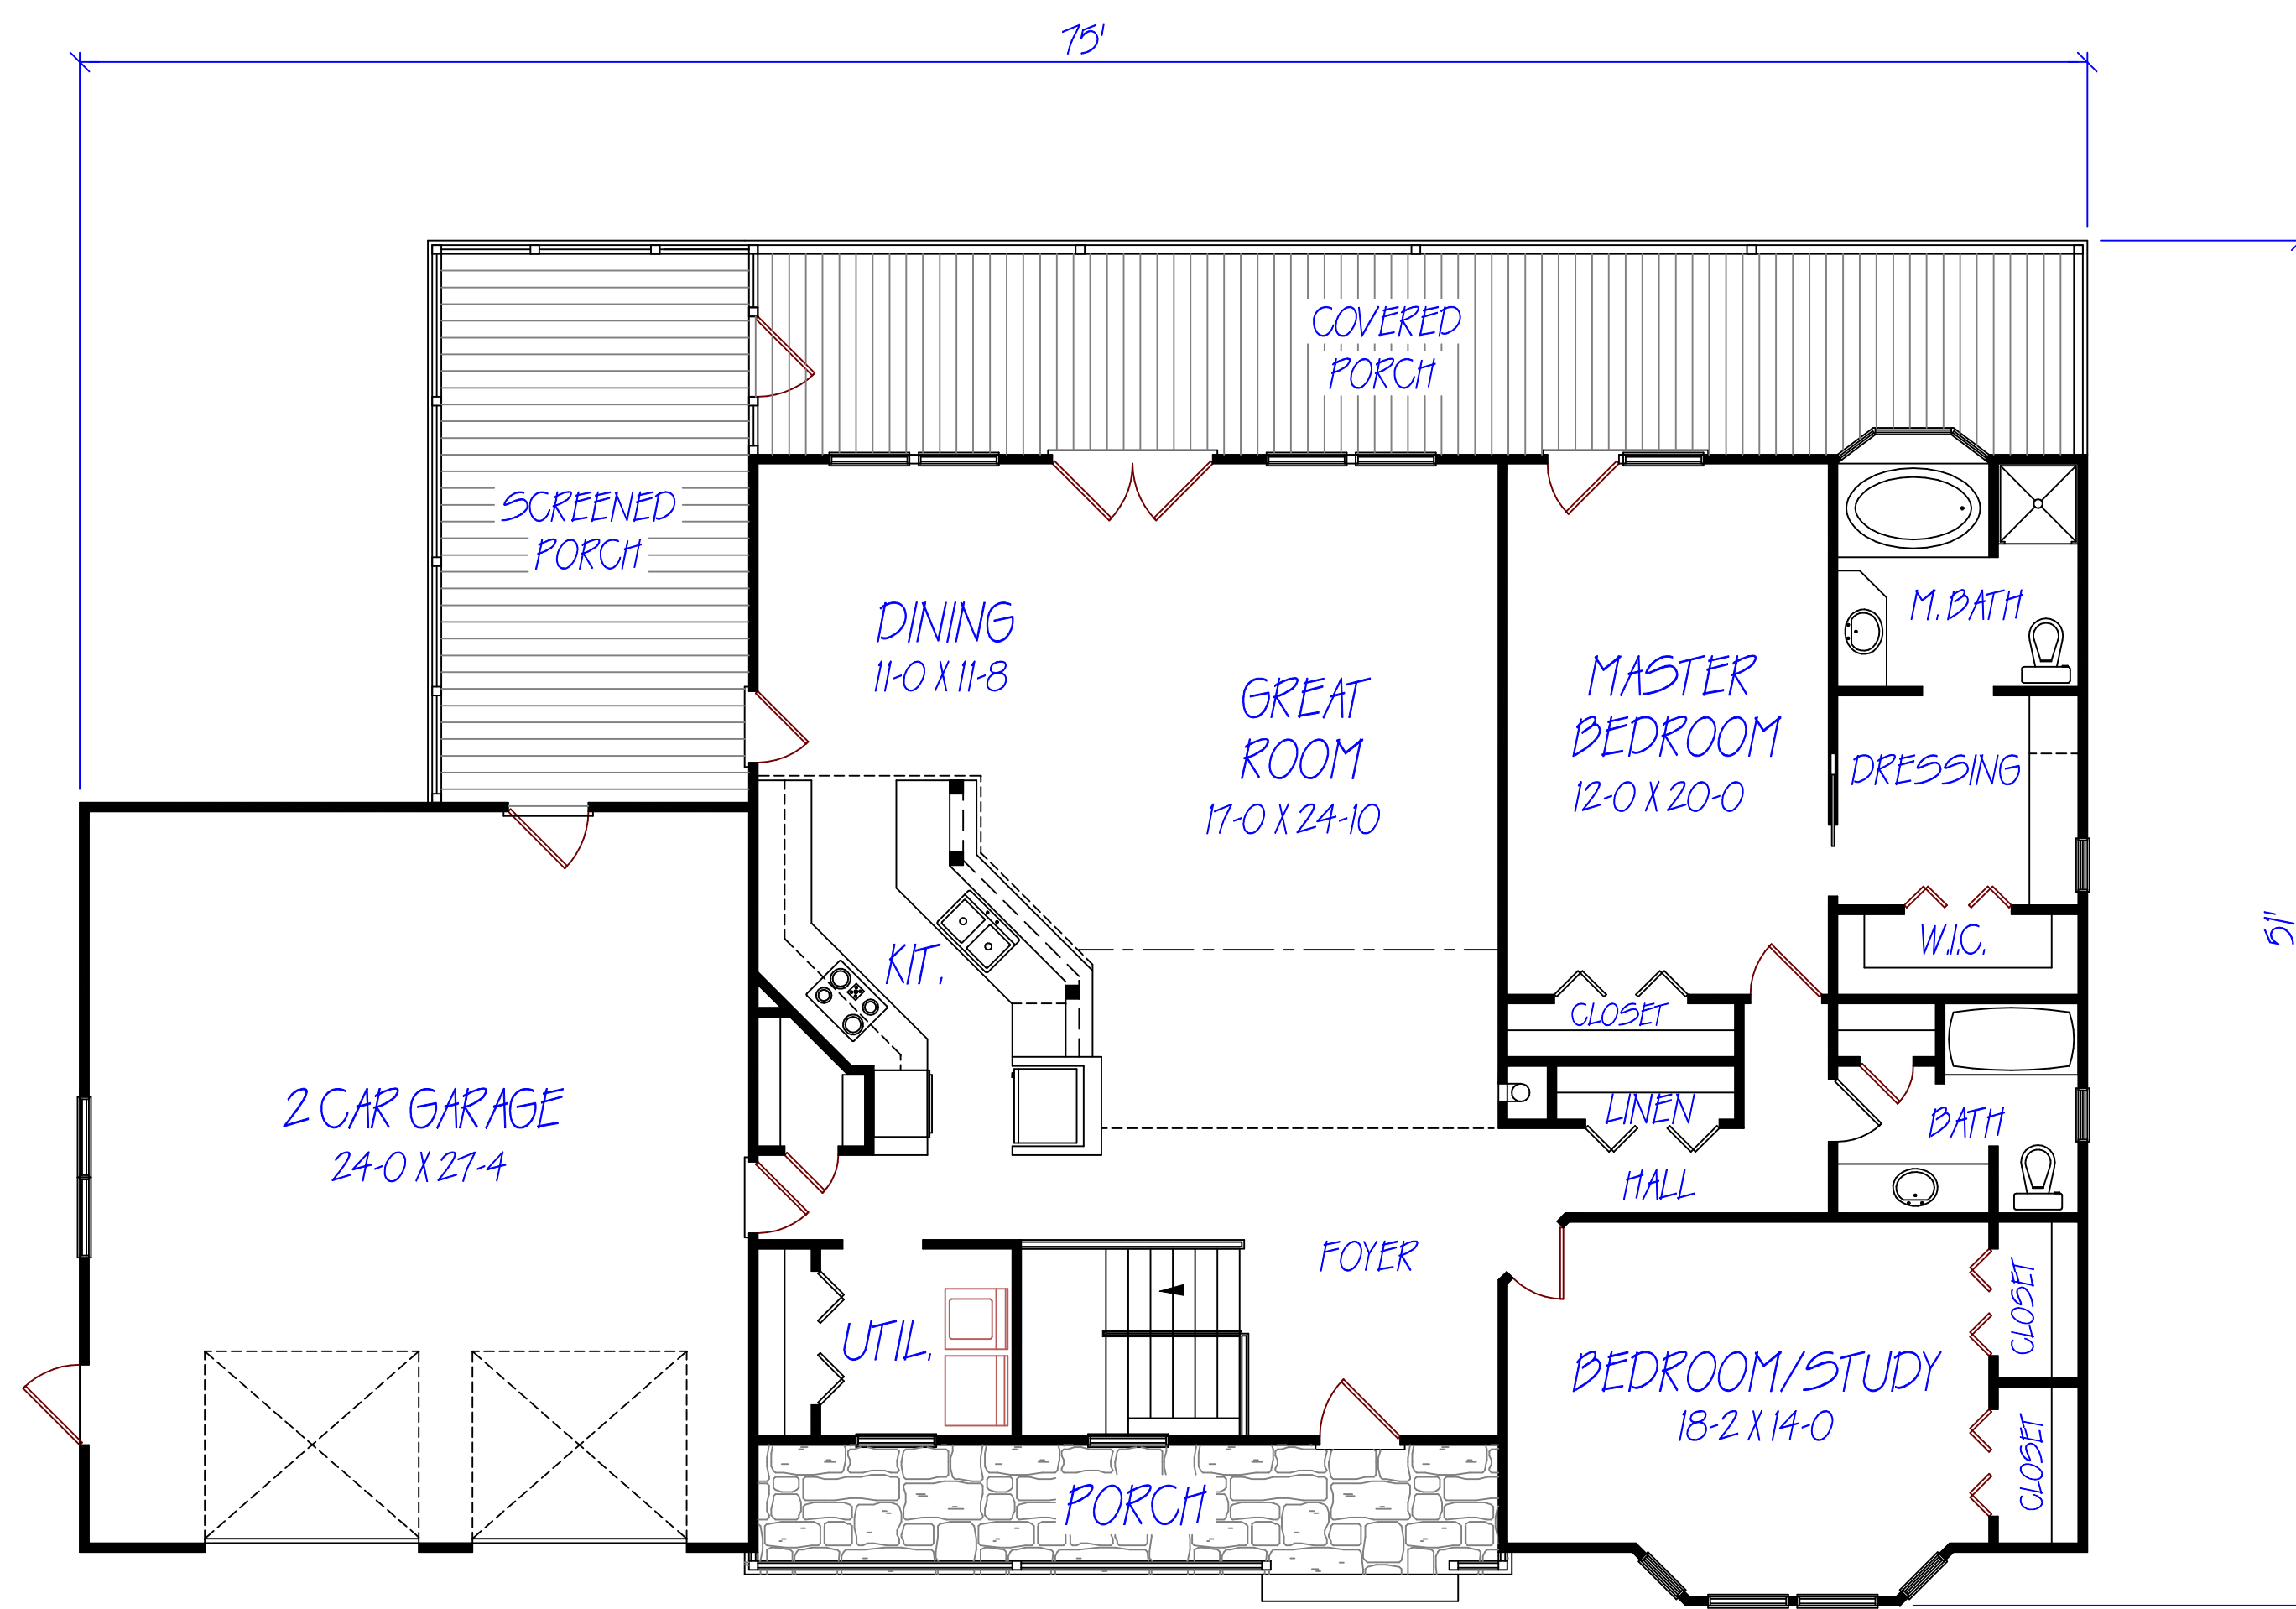 75'
COVERED
PORCH
SCREENED
PORCH
DINING
11-0 X 11-8
GREAT
ROOM
17-0 X 24-10
MASTER
BEDROOM
12-0 X 20-0
M. BATH
DRESSING
W.I.C.
51'
KIT.
CLOSET
LINEN
BATH
HALL
2 CAR GARAGE
24-0 X 27-4
FOYER
UTIL.
CLOSET
BEDROOM/STUDY
18-2 X 14-0
CLOSET
PORCH